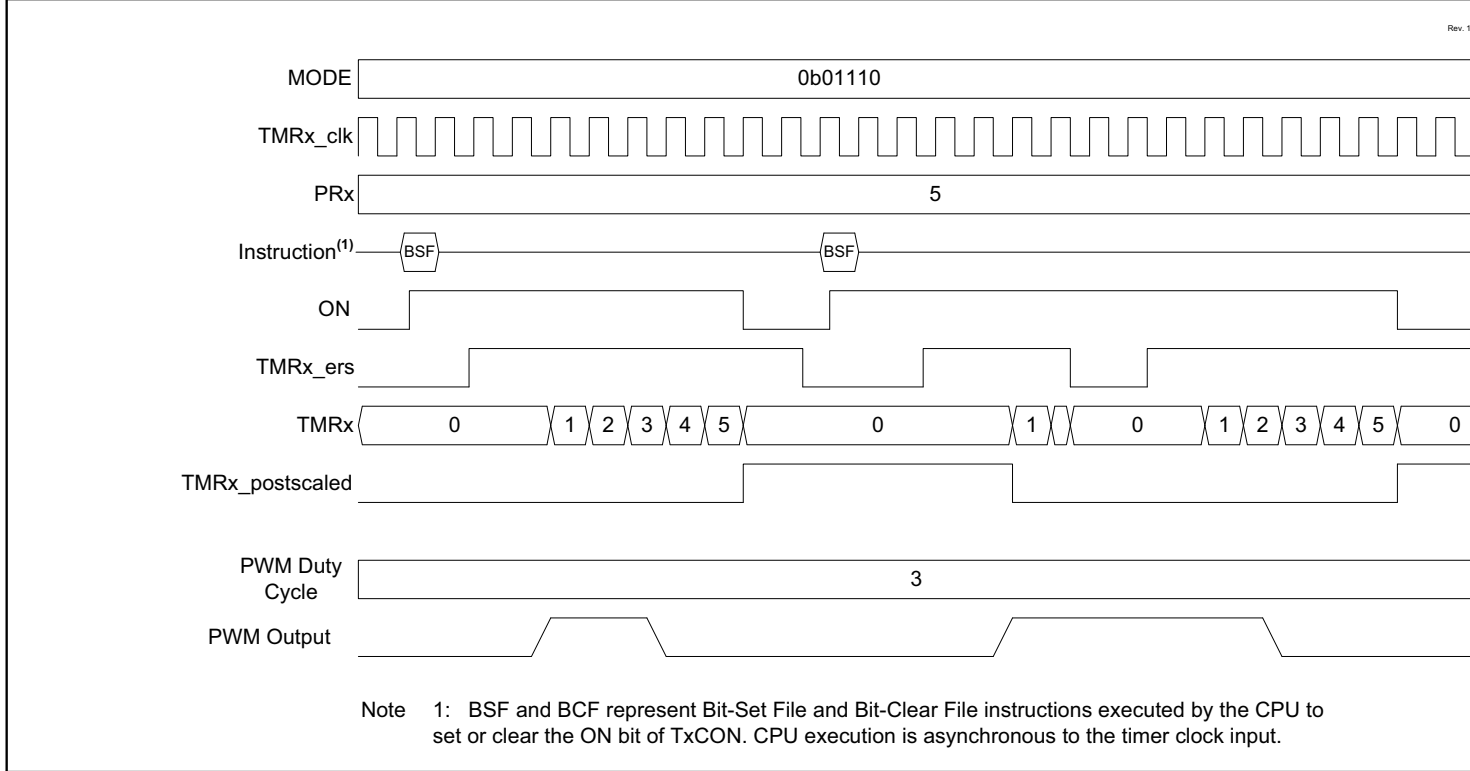 Rev. 1
MODE 0b01110
TMRx_clk
PRx 5
Instruction(1) BSF BSF
ON
TMRx_ers
TMRx 0 1 2 3 4 5 0 1 0 1 2 3 4 5 0
TMRx_postscaled
PWM Duty
Cycle 3
PWM Output
Note 1: BSF and BCF represent Bit-Set File and Bit-Clear File instructions executed by the CPU to
set or clear the ON bit of TxCON. CPU execution is asynchronous to the timer clock input.